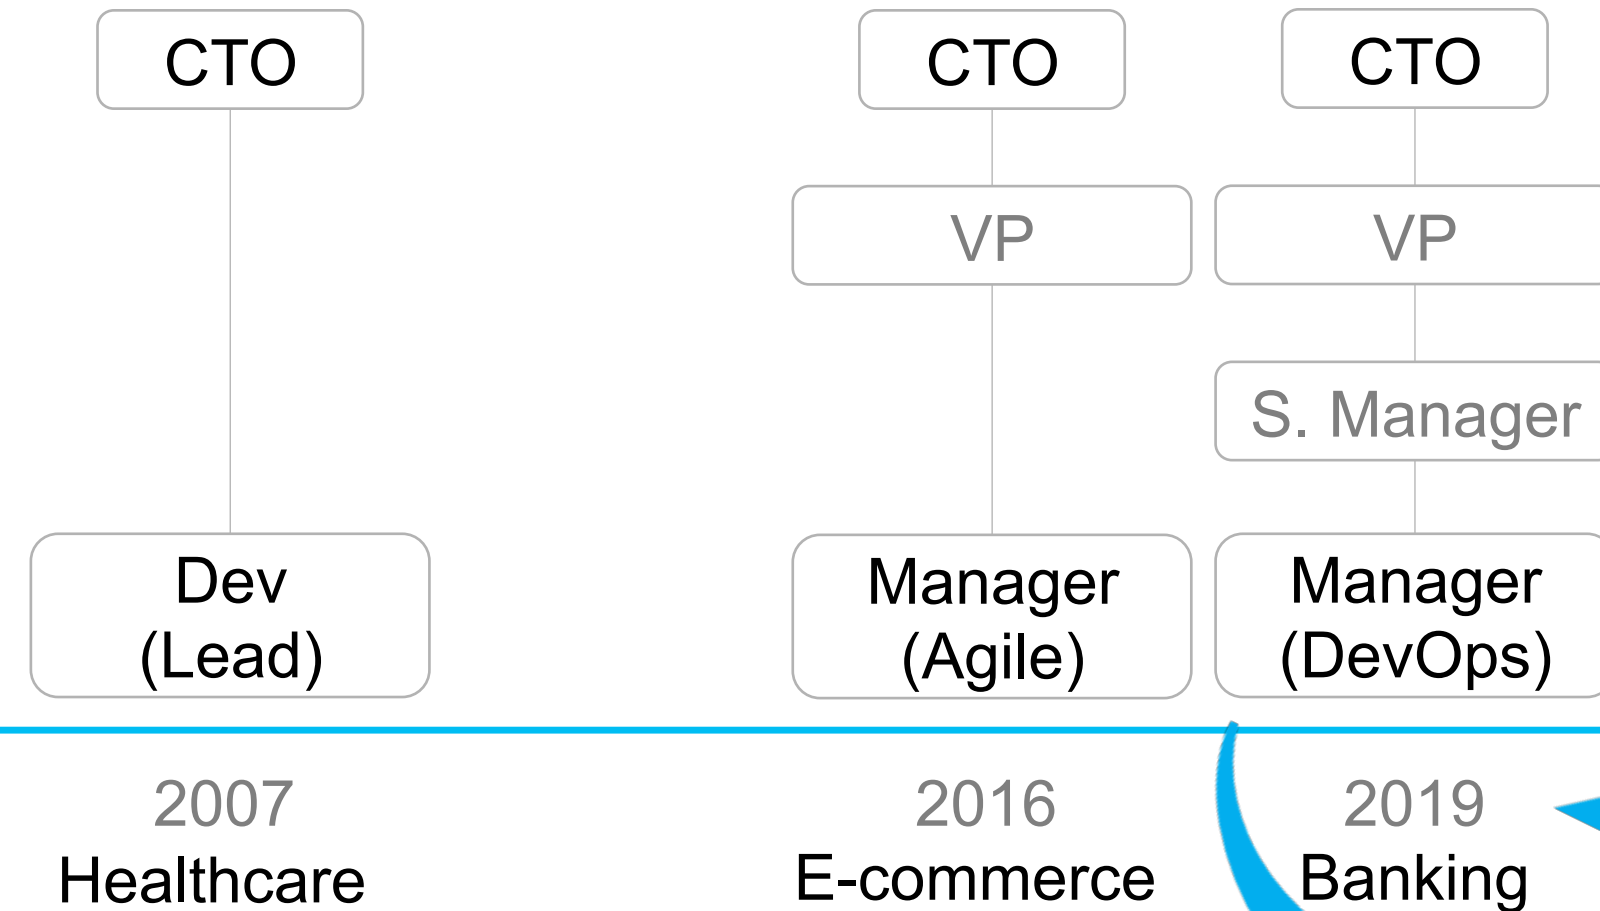 CTO
CTO
CTO
VP
VP
S. Manager
Dev
(Lead)
Manager
(Agile)
Manager
(DevOps)
2007
2016
2019
Healthcare
E-commerce
Banking